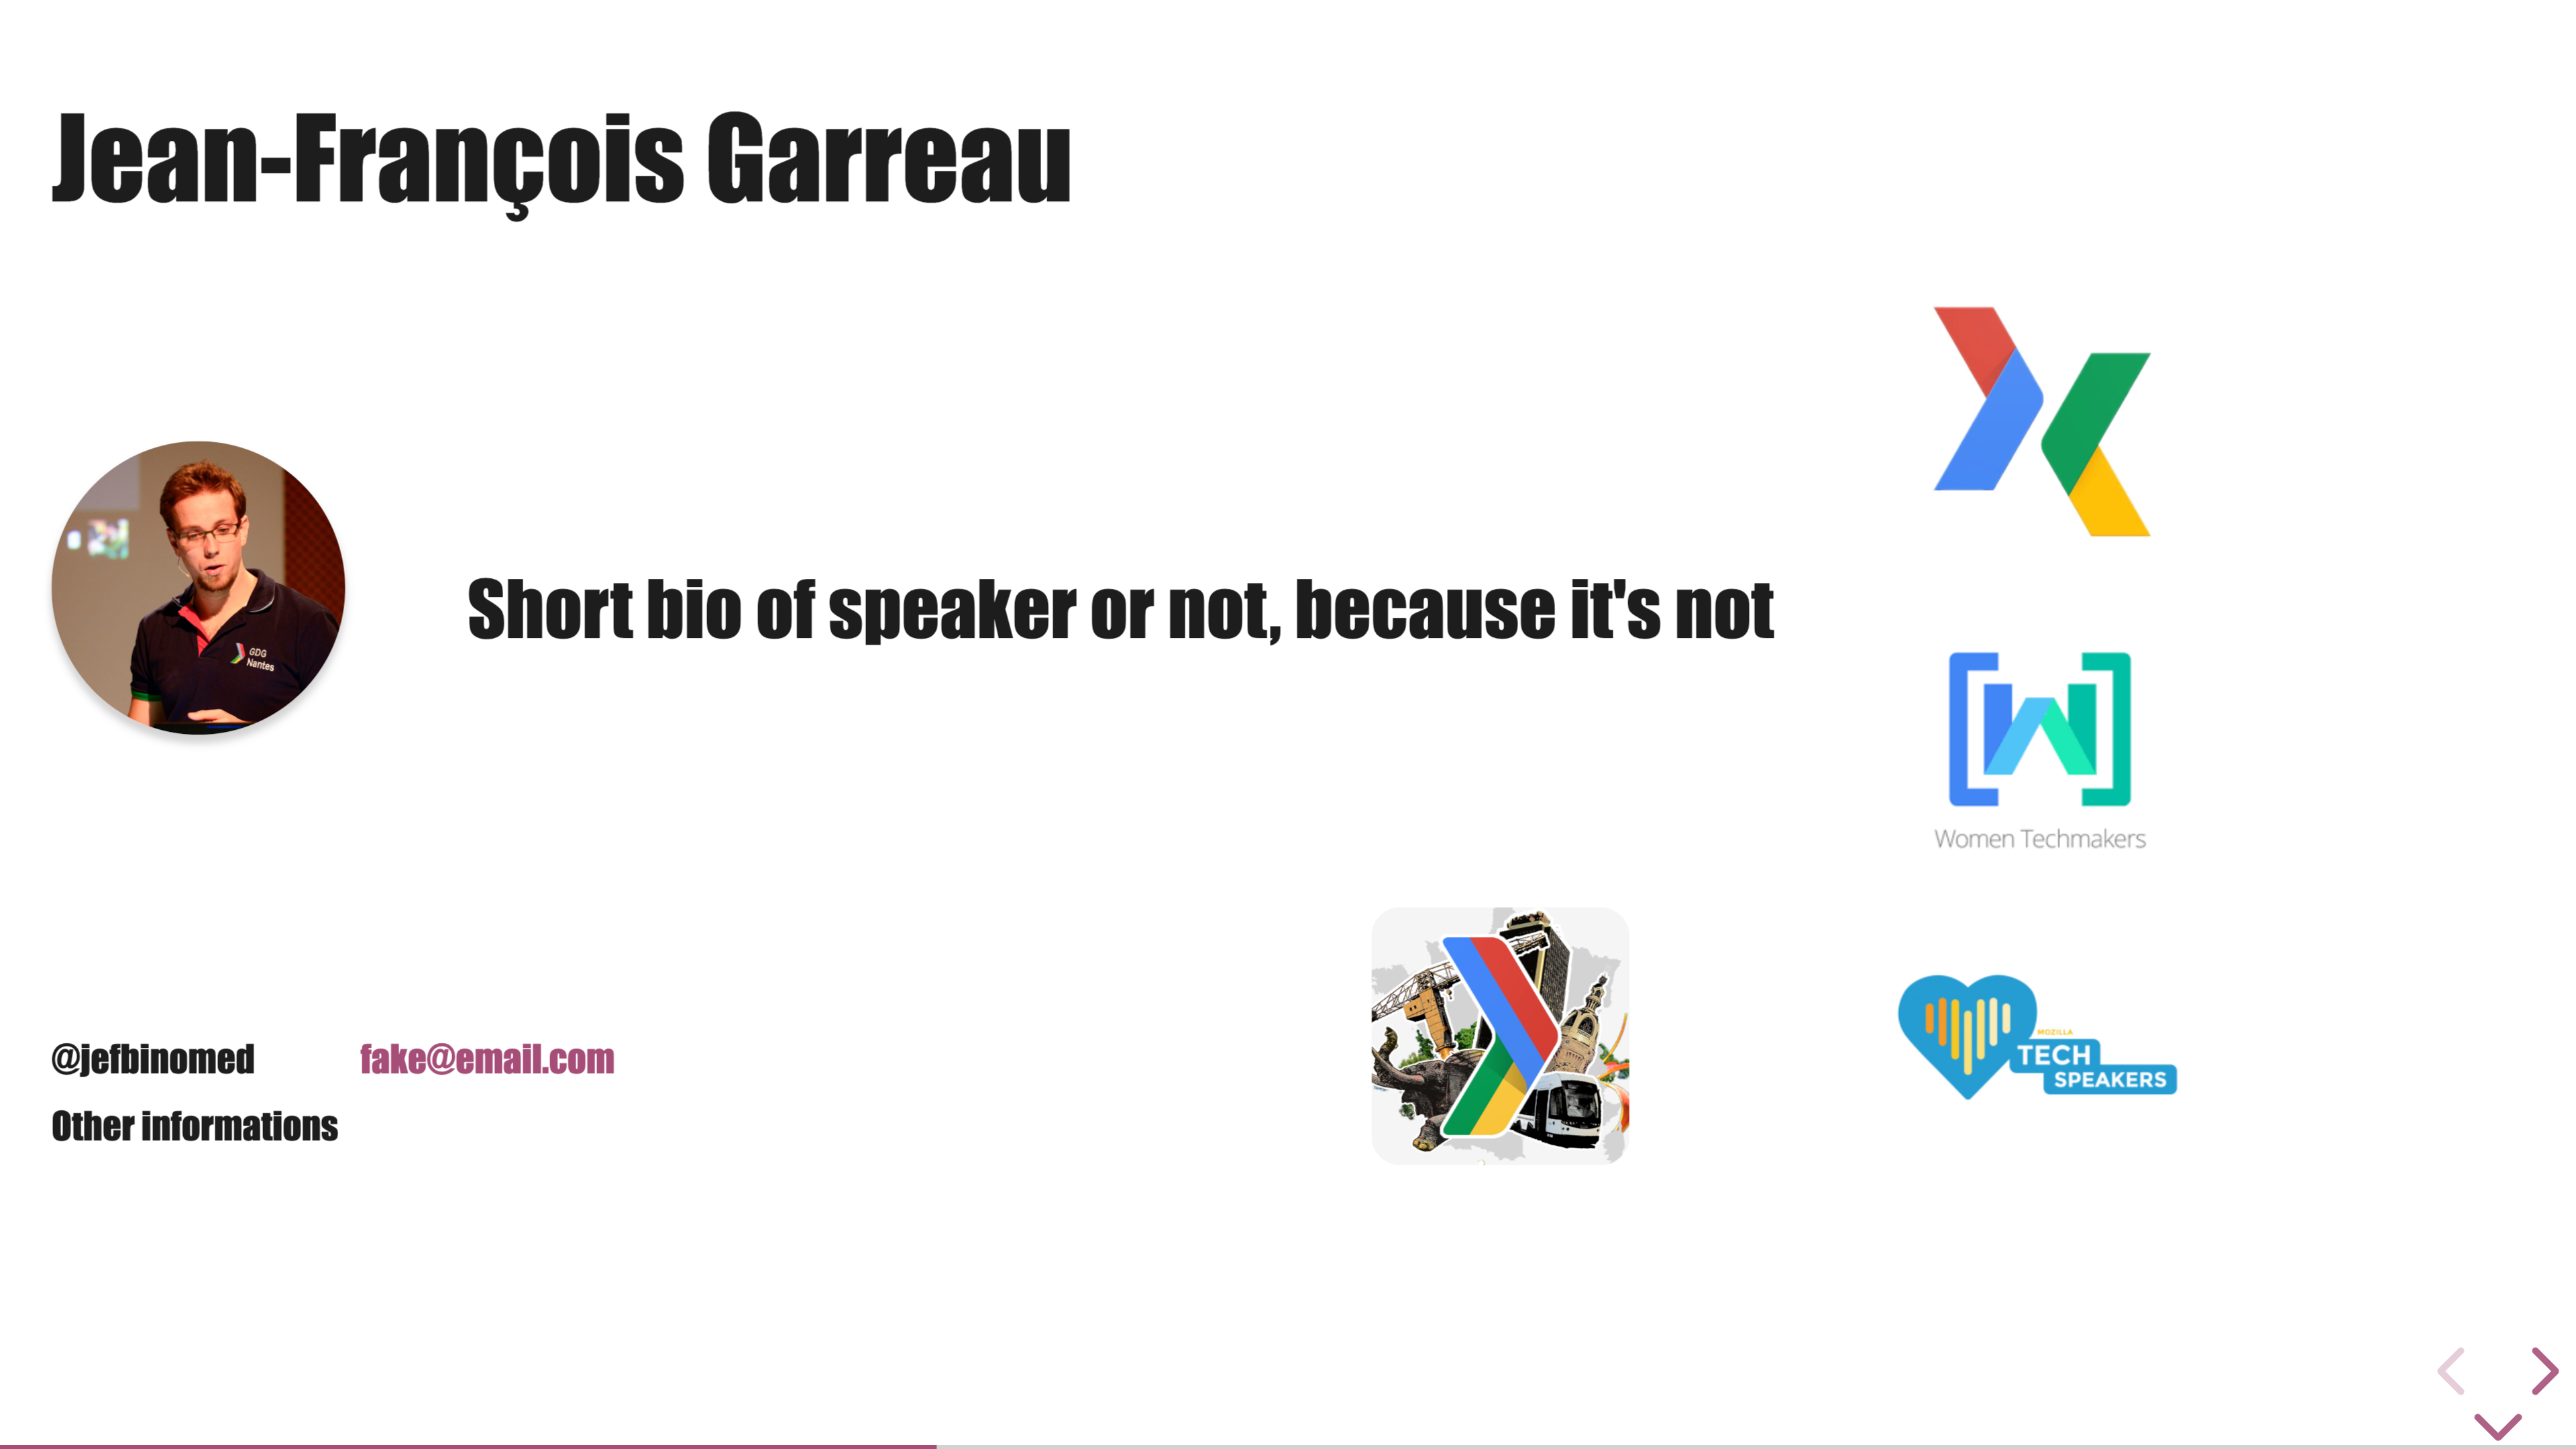 Jean-François Garreau
GDG
Nantes
Short bio of speaker or not, because it's not
Women Techmakers
MOZILLA
TECH
SPEAKERS
@jefbinomed fake@email.com
Other informations